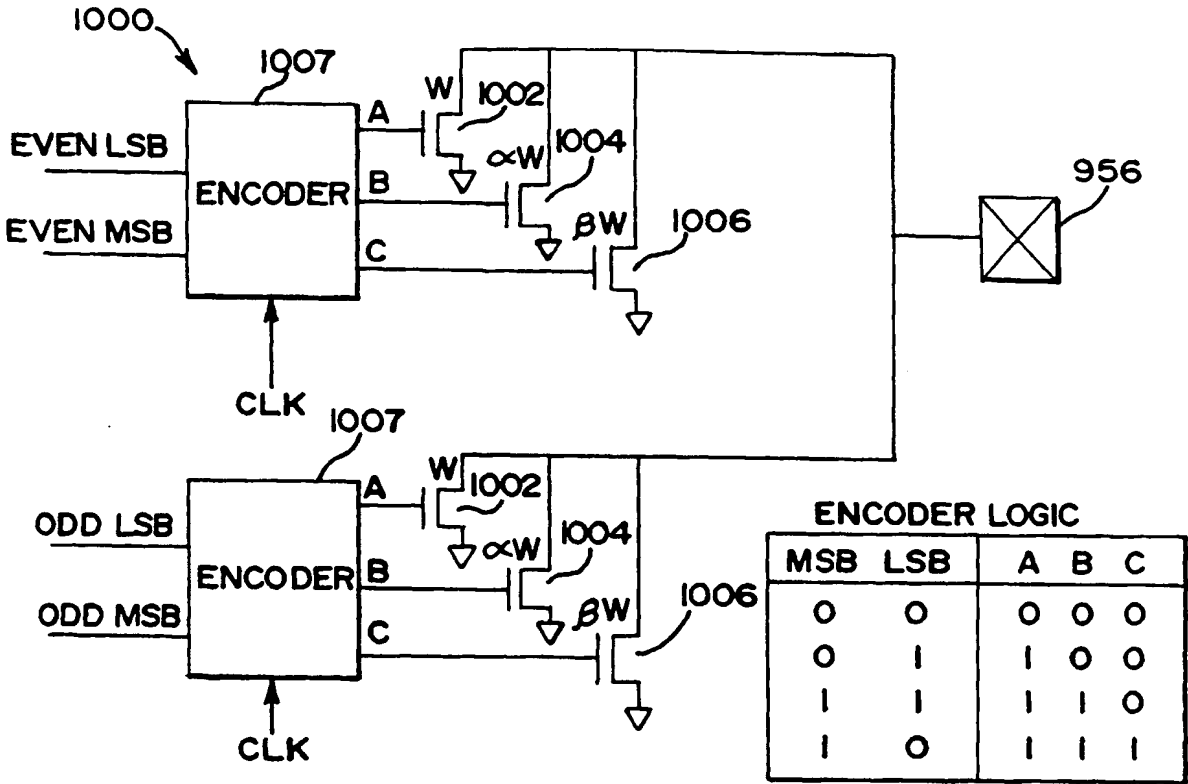 1000
1007
EVEN LSB
EVEN MSB
ENCODER
A
B
C
W
1002
αW
1004
βW
1006
956
CLK
1007
ODD LSB
ODD MSB
ENCODER
A
B
C
W
1002
αW
1004
βW
1006
CLK
ENCODER LOGIC
MSB LSB A B C
0 0 0 0 0
0 1 1 0 0
1 1 1 1 0
1 0 1 1 1